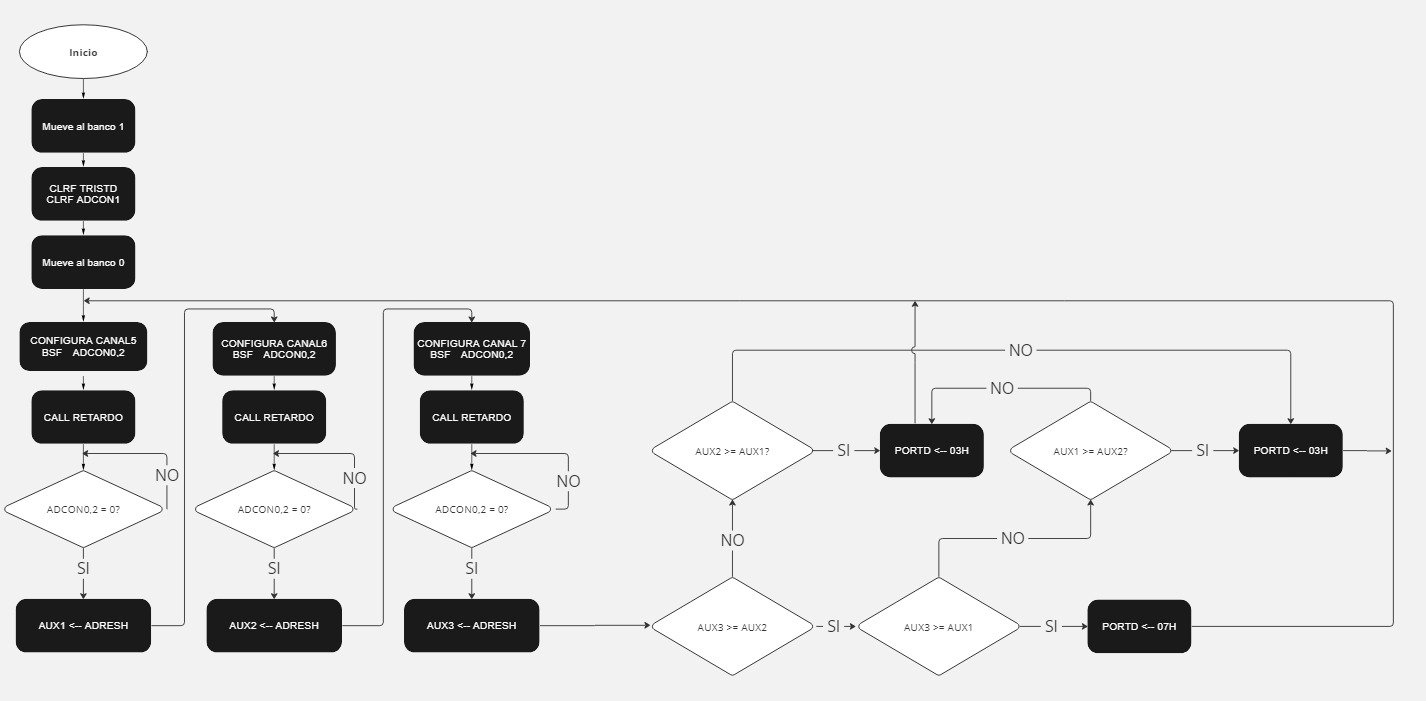 Inicio
Mueve al banco 1
CLRF TRISTD
CLRF ADCON1
Mueve al banco 0
CONFIGURA CANAL5
BSF ADCON0,2
CALL RETARDO
NO
ADCON0,2 = 0?
SI
AUX1 <-- ADRESH
CONFIGURA CANAL6
BSF ADCON0,2
CALL RETARDO
NO
ADCON0,2 = 0?
SI
AUX2 <-- ADRESH
CONFIGURA CANAL 7
BSF ADCON0,2
CALL RETARDO
NO
ADCON0,2 = 0?
SI
AUX3 <-- ADRESH
NO
NO
AUX2 >= AUX1?
SI
PORTD <-- 03H
AUX1 >= AUX2?
SI
PORTD <-- 03H
NO
NO
AUX3 >= AUX2
SI
AUX3 >= AUX1
SI
PORTD <-- 07H